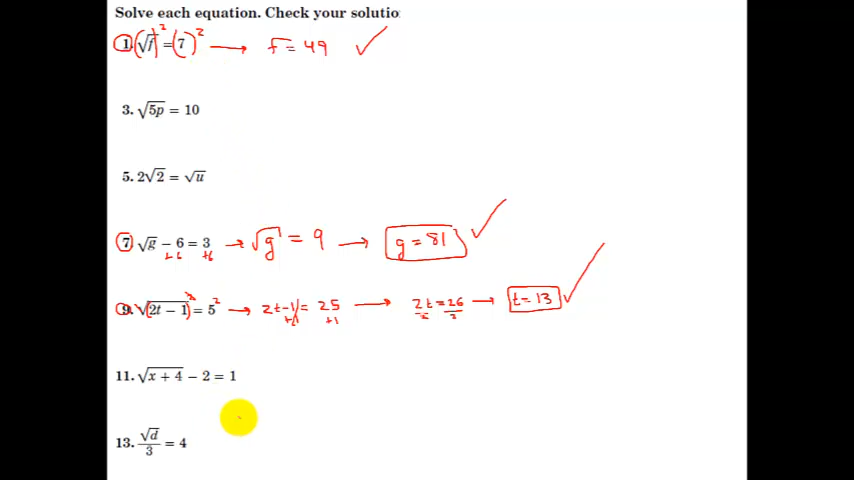 Solve each equation. Check your solutio
1. (√f)² = (7)² → f = 49 ✓
3. √5p = 10
5. 2√2 = √u
7. √g − 6 = 3 → √g = 9 → g = 81 ✓
+6 +6
9. √(2t − 1)² = 5² → 2t-1 = 25 → 2t = 26 → t = 13 ✓
+1 +1
11. √x + 4 − 2 = 1
13. √d/3 = 4